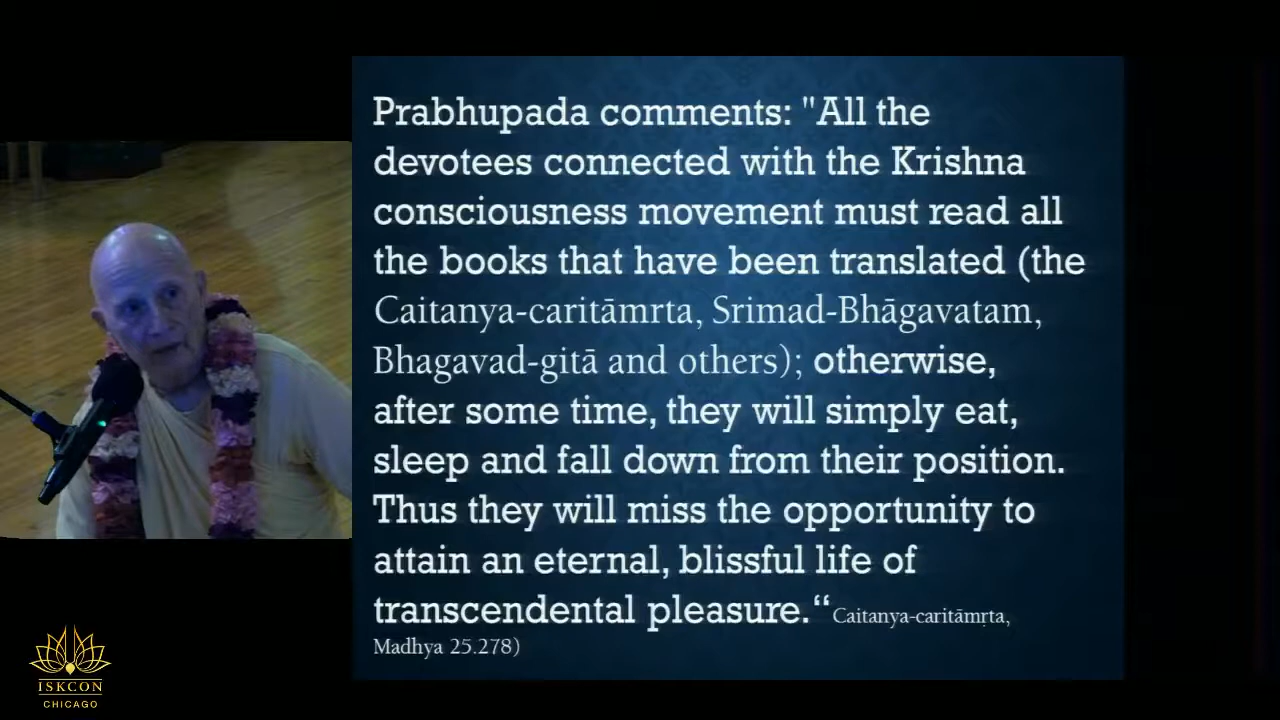 Prabhupada comments: "All the
devotees connected with the Krishna
consciousness movement must read all
the books that have been translated (the
Caitanya-caritāmrta, Srimad-Bhāgavatam,
Bhagavad-gitā and others); otherwise,
after some time, they will simply eat,
sleep and fall down from their position.
Thus they will miss the opportunity to
attain an eternal, blissful life of
transcendental pleasure.“ Caitanya-caritāmṛta,
Madhya 25.278)
ISKCON
CHICAGO